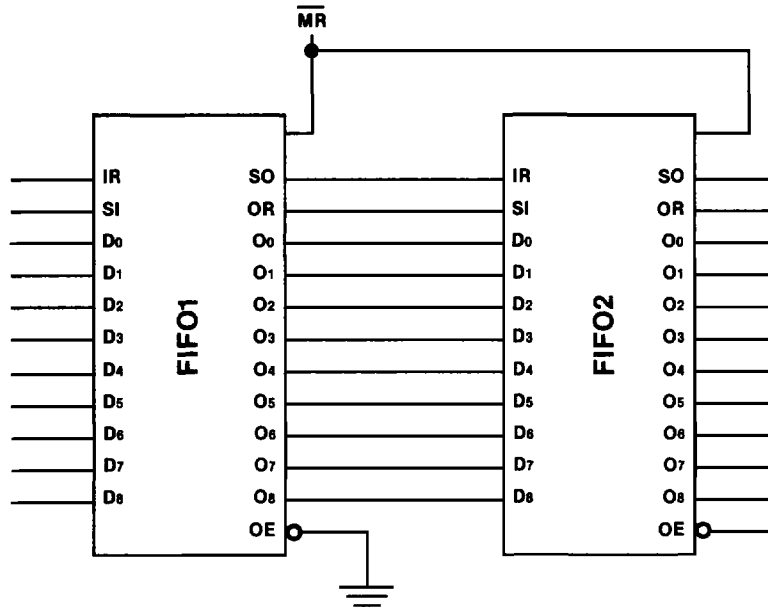 MR
FIFO1
IR
SI
D0
D1
D2
D3
D4
D5
D6
D7
D8
SO
OR
O0
O1
O2
O3
O4
O5
O6
O7
O8
OE
FIFO2
IR
SI
D0
D1
D2
D3
D4
D5
D6
D7
D8
SO
OR
O0
O1
O2
O3
O4
O5
O6
O7
O8
OE